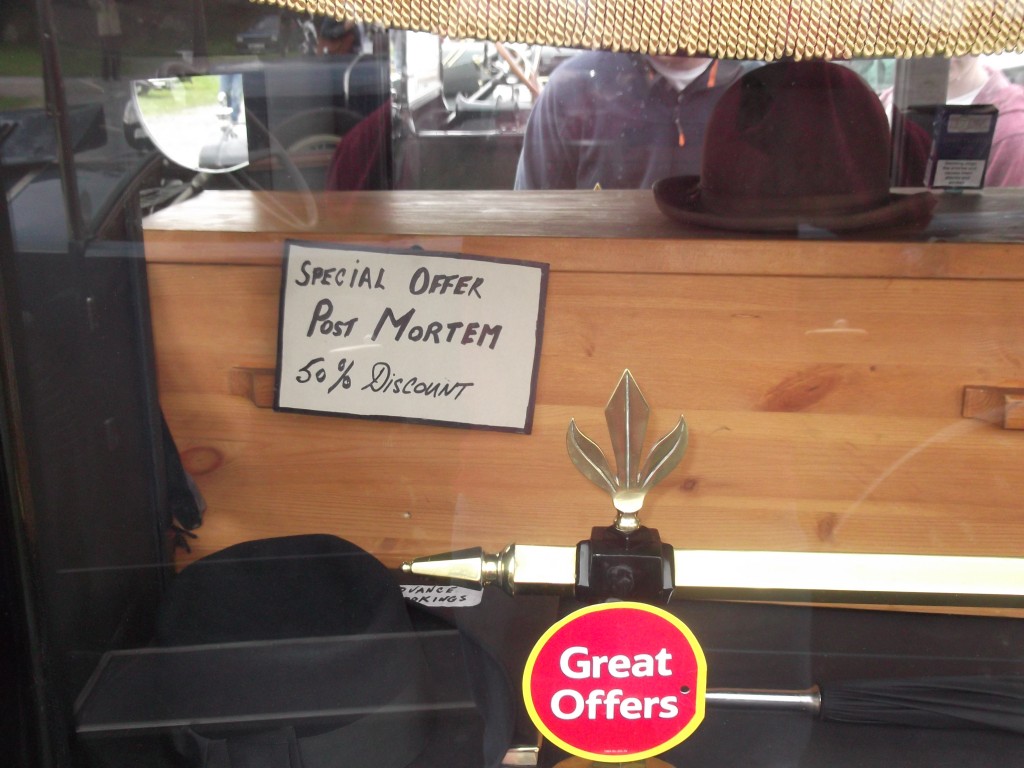 SPECIAL OFFER
POST MORTEM
50% DISCOUNT
Great
Offers